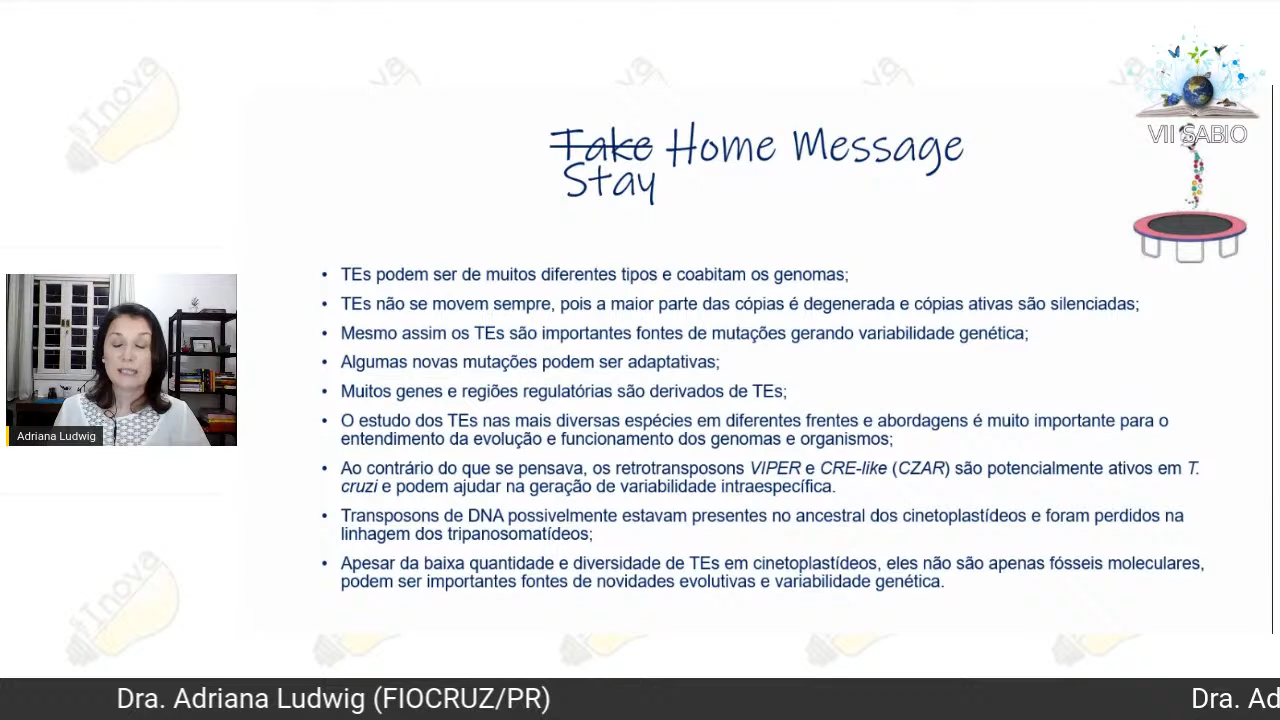 Inova
VII SABIO
Take Home Message
Stay
• TEs podem ser de muitos diferentes tipos e coabitam os genomas;
• TEs não se movem sempre, pois a maior parte das cópias é degenerada e cópias ativas são silenciadas;
• Mesmo assim os TEs são importantes fontes de mutações gerando variabilidade genética;
• Algumas novas mutações podem ser adaptativas;
• Muitos genes e regiões regulatórias são derivados de TEs;
• O estudo dos TEs nas mais diversas espécies em diferentes frentes e abordagens é muito importante para o
entendimento da evolução e funcionamento dos genomas e organismos;
• Ao contrário do que se pensava, os retrotransposons VIPER e CRE-like (CZAR) são potencialmente ativos em T.
cruzi e podem ajudar na geração de variabilidade intraespecífica.
• Transposons de DNA possivelmente estavam presentes no ancestral dos cinetoplastídeos e foram perdidos na
linhagem dos tripanosomatídeos;
• Apesar da baixa quantidade e diversidade de TEs em cinetoplastídeos, eles não são apenas fósseis moleculares,
podem ser importantes fontes de novidades evolutivas e variabilidade genética.
Adriana Ludwig
Inova
Dra. Adriana Ludwig (FIOCRUZ/PR)
Dra. Ad